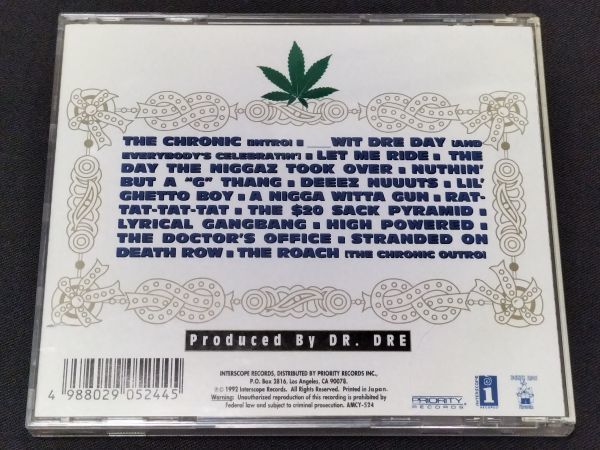 THE CHRONIC (INTRO) ■ ___WIT DRE DAY (AND
EVERYBODY'S CELEBRATIN') ■ LET ME RIDE ■ THE
DAY THE NIGGAZ TOOK OVER ■ NUTHIN'
BUT A "G" THANG ■ DEEEZ NUUUTS ■ LIL'
GHETTO BOY ■ A NIGGA WITTA GUN ■ RAT-
TAT-TAT-TAT ■ THE $20 SACK PYRAMID ■
LYRICAL GANGBANG ■ HIGH POWERED ■
THE DOCTOR'S OFFICE ■ STRANDED ON
DEATH ROW ■ THE ROACH (THE CHRONIC OUTRO)
Produced By DR. DRE
4 988029 052445
INTERSCOPE RECORDS, DISTRIBUTED BY PRIORITY RECORDS INC.,
P.O. Box 2816, Los Angeles, CA 90078.
℗© 1992 Interscope Records. All Rights Reserved. Printed in Japan.
Warning: Unauthorized reproduction of this recording is prohibited by
Federal law and subject to criminal prosecution. AMCY-524
PRIORITY
RECORDS
INTERSCOPE
RECORDS